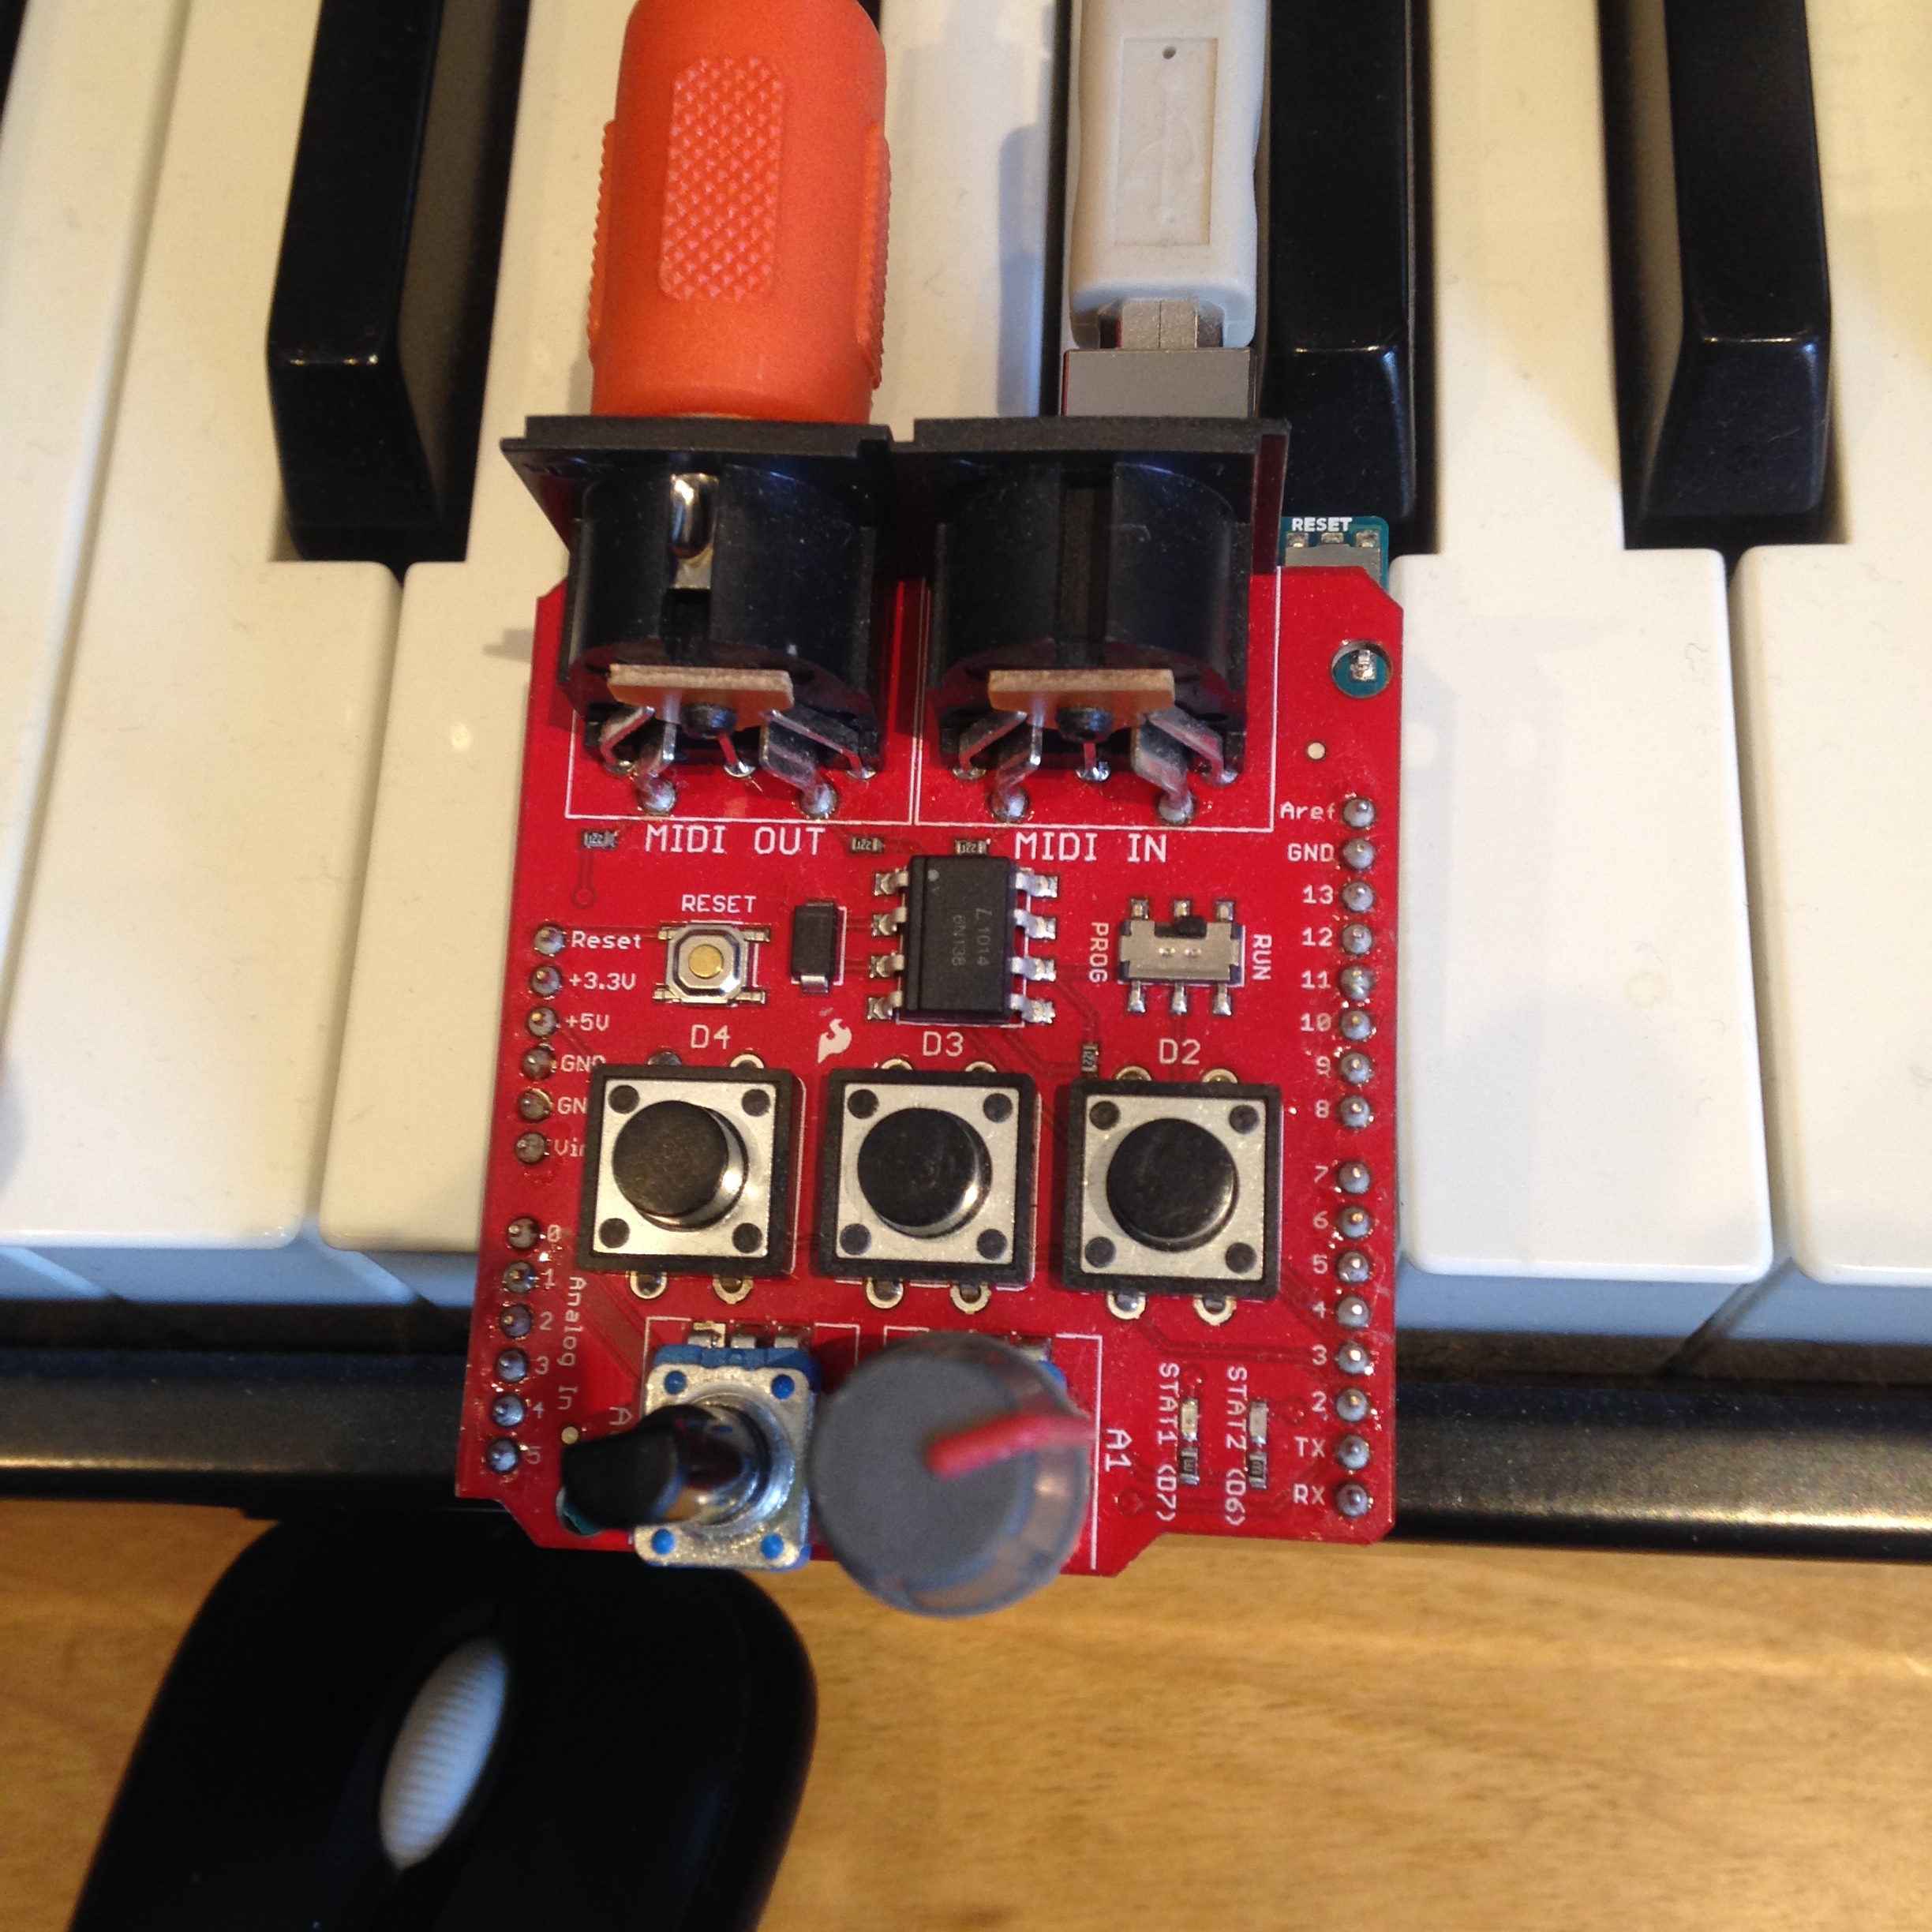 RESET
Aref
MIDI OUT
MIDI IN
GND
13
RESET
Reset
12
PROG
RUN
L1014
6N138
+3.3V
11
+5V
10
D4
D3
D2
GND
9
GN
8
Vin
7
0
6
1
5
2
4
3
3
4
2
5
Analog In
A
A1
STAT1 (D7)
STAT2 (D6)
TX
RX